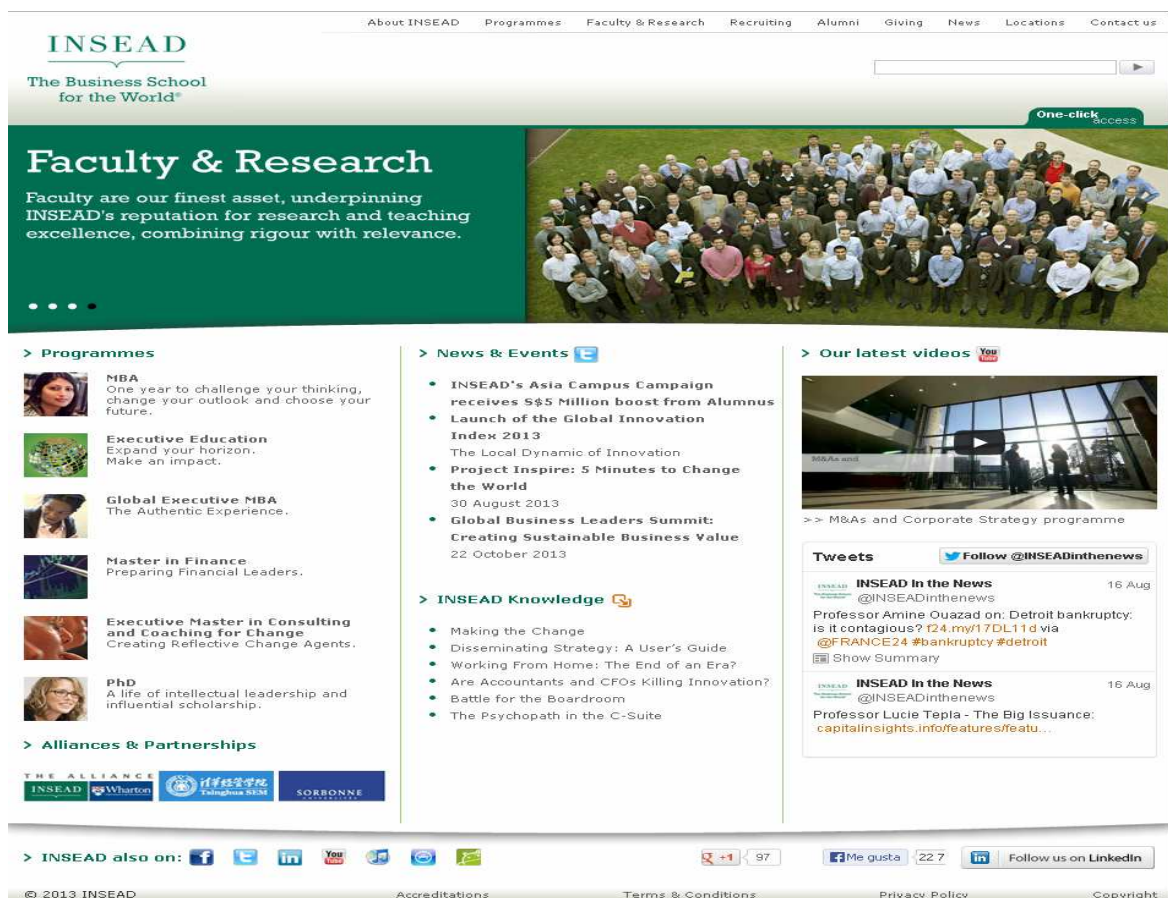 About INSEAD Programmes Faculty & Research Recruiting Alumni Giving News Locations Contact us
INSEAD
The Business School
for the World®
One-click
access
Faculty & Research
Faculty are our finest asset, underpinning
INSEAD's reputation for research and teaching
excellence, combining rigour with relevance.
> Programmes
MBA
One year to challenge your thinking,
change your outlook and choose your
future.
Executive Education
Expand your horizon.
Make an impact.
Global Executive MBA
The Authentic Experience.
Master in Finance
Preparing Financial Leaders.
Executive Master in Consulting
and Coaching for Change
Creating Reflective Change Agents.
PhD
A life of intellectual leadership and
influential scholarship.
> Alliances & Partnerships
THE ALLIANCE
INSEAD Wharton
Tsinghua SEM
SORBONNE
> News & Events
• INSEAD's Asia Campus Campaign
receives S$5 Million boost from Alumnus
• Launch of the Global Innovation
Index 2013
The Local Dynamic of Innovation
• Project Inspire: 5 Minutes to Change
the World
30 August 2013
• Global Business Leaders Summit:
Creating Sustainable Business Value
22 October 2013
> INSEAD Knowledge
• Making the Change
• Disseminating Strategy: A User's Guide
• Working From Home: The End of an Era?
• Are Accountants and CFOs Killing Innovation?
• Battle for the Boardroom
• The Psychopath in the C-Suite
> Our latest videos You Tube
M&As and
>> M&As and Corporate Strategy programme
Tweets Follow @INSEADinthenews
INSEAD In the News 16 Aug
@INSEADinthenews
Professor Amine Ouazad on: Detroit bankruptcy:
is it contagious? f24.my/17DL11d via
@FRANCE24 #bankruptcy #detroit
Show Summary
INSEAD In the News 16 Aug
@INSEADinthenews
Professor Lucie Tepla - The Big Issuance:
capitalinsights.info/features/featu...
> INSEAD also on: You Tube +1 97 Me gusta 22 7 in Follow us on LinkedIn
© 2013 INSEAD Accreditations Terms & Conditions Privacy Policy Copyright